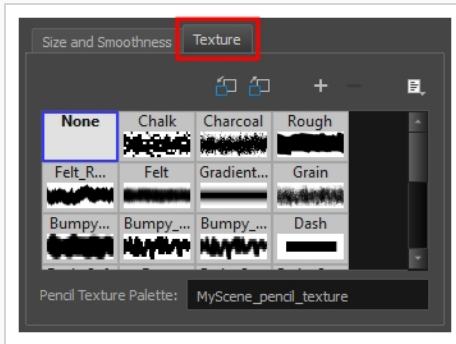 Size and Smoothness Texture
None Chalk Charcoal Rough
Felt_R... Felt Gradient... Grain
Bumpy... Bumpy_... Bumpy_... Dash
Pencil Texture Palette: MyScene_pencil_texture